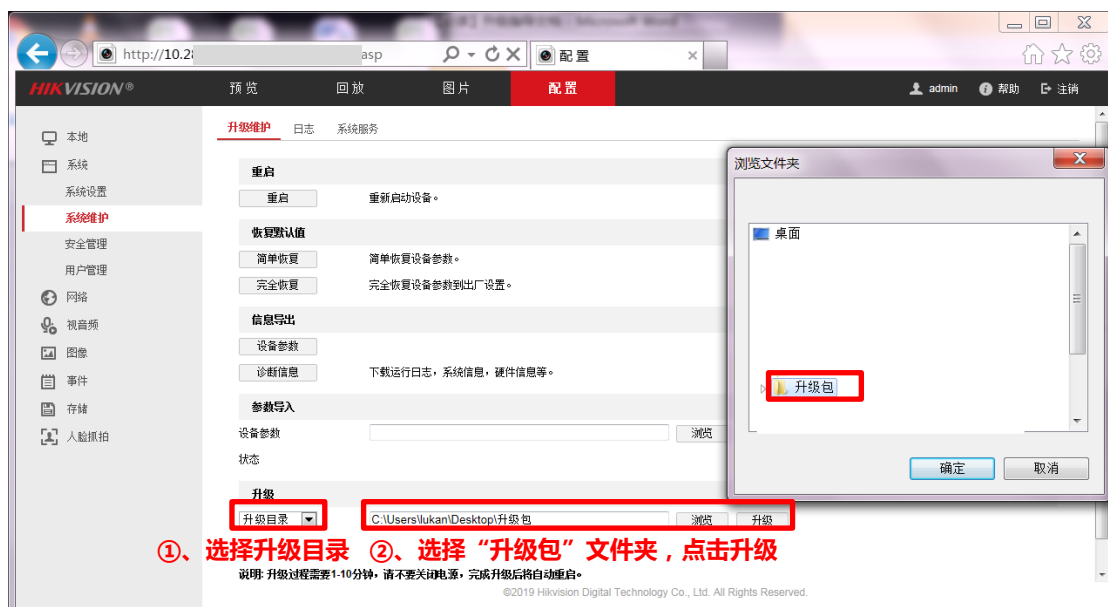 http://10.2
asp
配置
HIKVISION®
预览
回放
图片
配置
admin
帮助
注销
本地
系统
系统设置
系统维护
安全管理
用户管理
网络
视音频
图像
事件
存储
人脸抓拍
升级维护
日志
系统服务
重启
重启 重新启动设备。
恢复默认值
简单恢复 简单恢复设备参数。
完全恢复 完全恢复设备参数到出厂设置。
信息导出
设备参数
诊断信息 下载运行日志，系统信息，硬件信息等。
参数导入
设备参数 浏览
状态
升级
升级目录 C:\Users\lukan\Desktop\升级包 浏览 升级
①、选择升级目录 ②、选择“升级包”文件夹，点击升级
说明: 升级过程需要1-10分钟，请不要关闭电源，完成升级后将自动重启。
©2019 Hikvision Digital Technology Co., Ltd. All Rights Reserved.
浏览文件夹
桌面
升级包
确定
取消